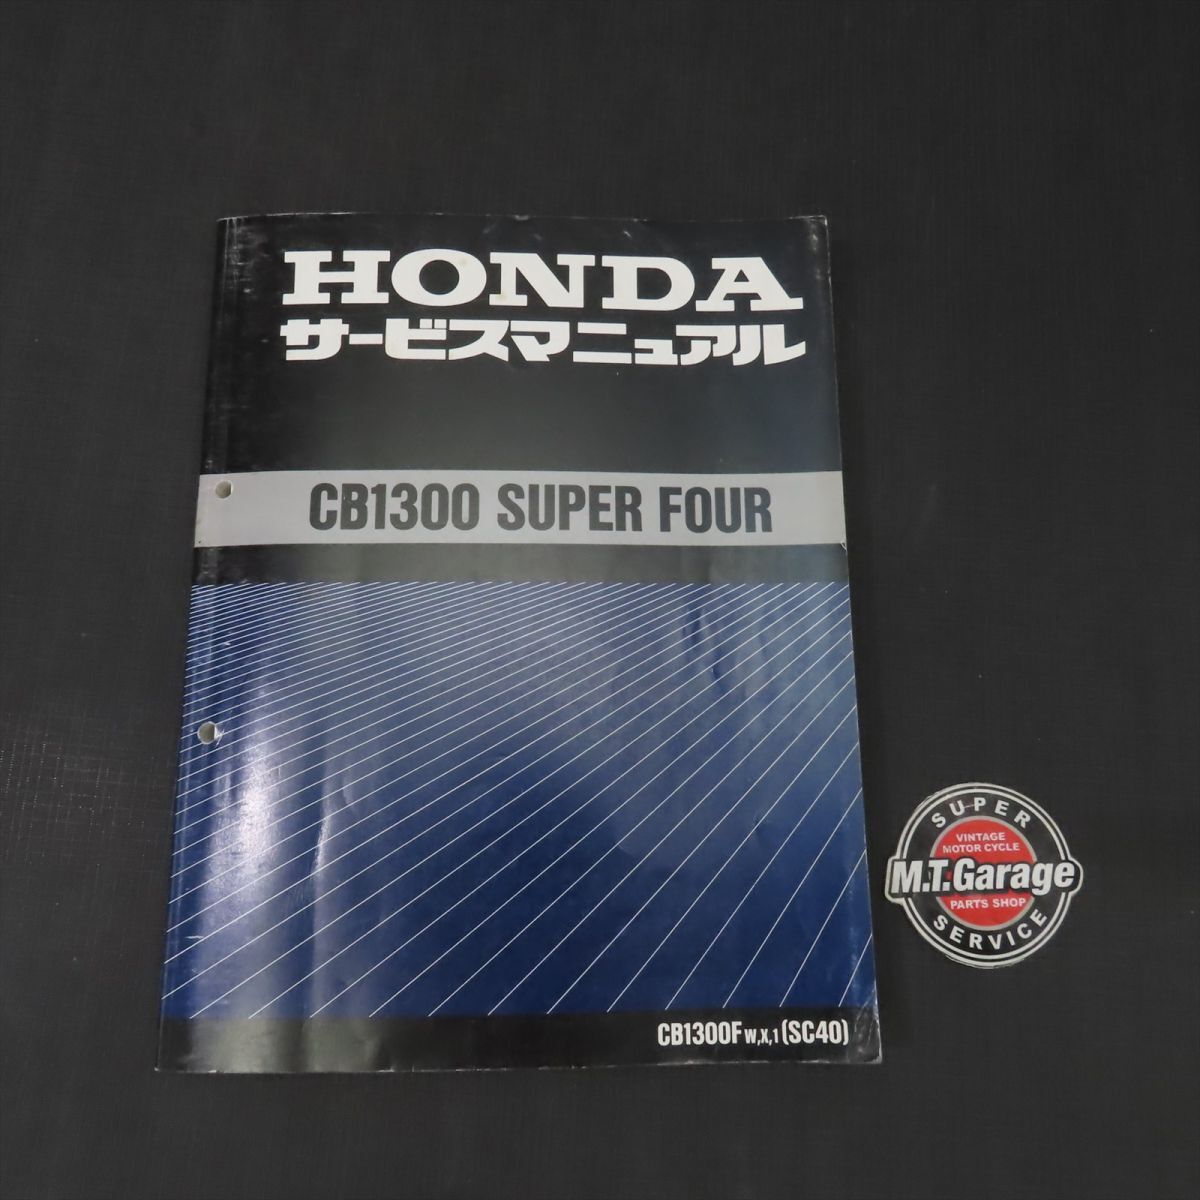 HONDA
サービスマニュアル
CB1300 SUPER FOUR
CB1300F W,X,1 (SC40)
SUPER
VINTAGE
MOTOR CYCLE
M.T.Garage
PARTS SHOP
SERVICE